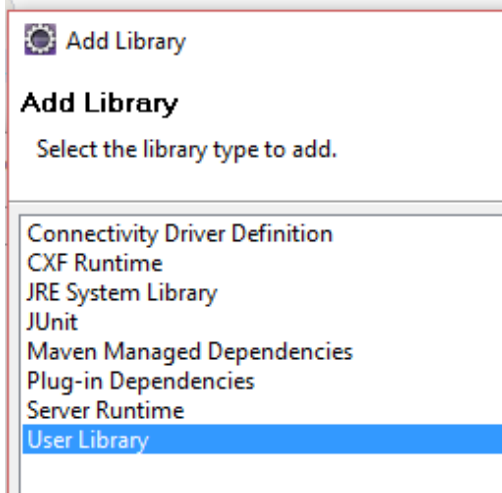 Add Library
Add Library
Select the library type to add.
Connectivity Driver Definition
CXF Runtime
JRE System Library
JUnit
Maven Managed Dependencies
Plug-in Dependencies
Server Runtime
User Library